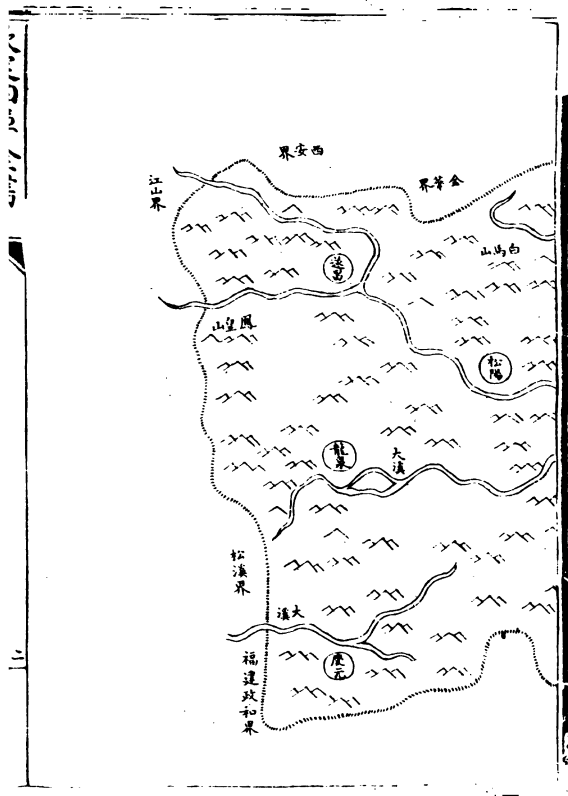 界安西
界華金
江山界
山馬白
遂昌
山皇鳳
松陽
龍泉
大溪
松溪界
溪大
慶元
福建政和界
二